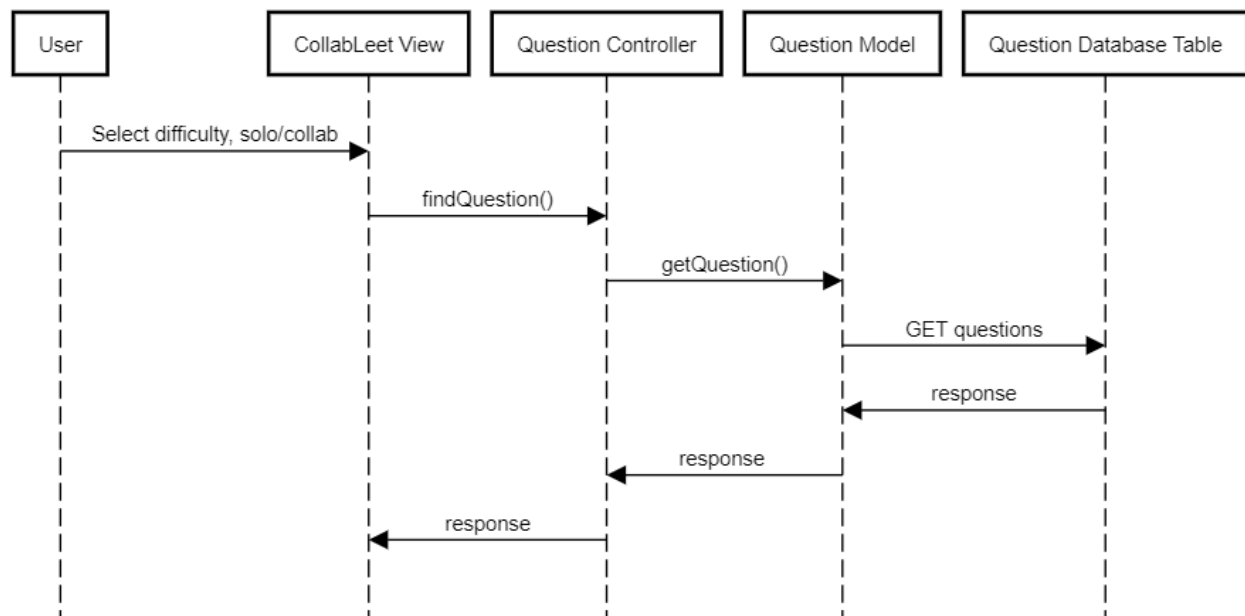 User
CollabLeet View
Question Controller
Question Model
Question Database Table
Select difficulty, solo/collab
findQuestion()
getQuestion()
GET questions
response
response
response